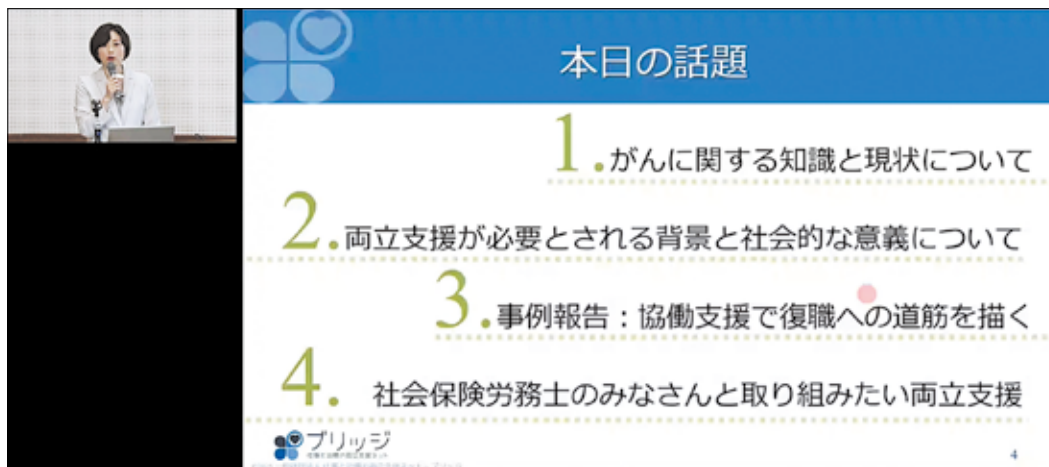 本日の話題
1.がんに関する知識と現状について
2.両立支援が必要とされる背景と社会的な意義について
3.事例報告:協働支援で復職への道筋を描く
4.社会保険労務士のみなさんと取り組みたい両立支援
ブリッジ
4